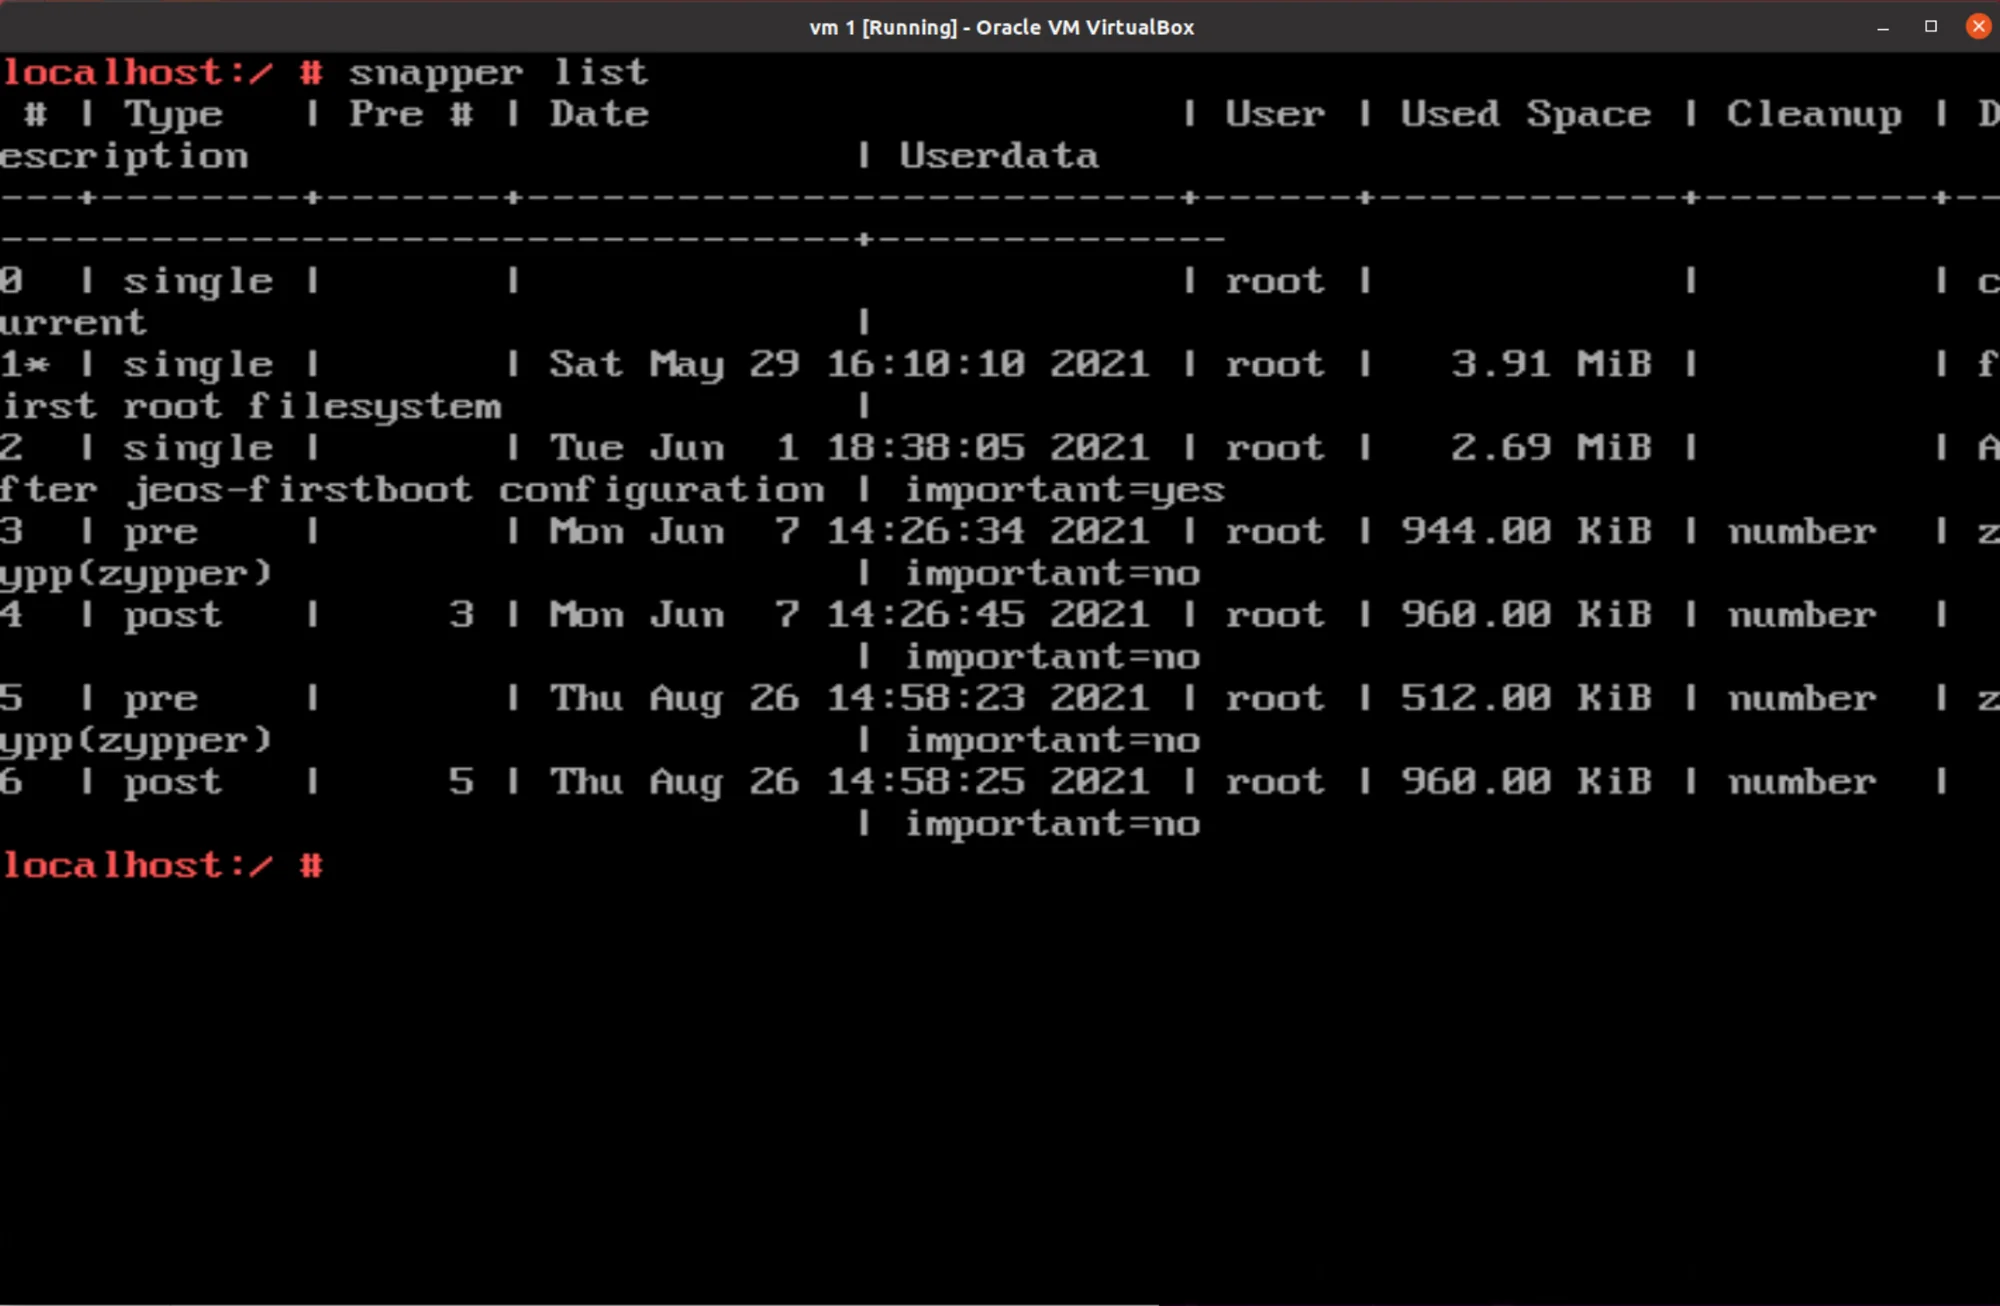 vm 1 [Running] - Oracle VM VirtualBox
localhost:/ # snapper list
 # | Type   | Pre # | Date                     | User | Used Space | Cleanup | D
escription                        | Userdata
---+--------+-------+--------------------------+------+------------+---------+--
----------------------------------+--------------
0  | single |       |                          | root |            |         | c
urrent                            |
1* | single |       | Sat May 29 16:10:10 2021 | root |   3.91 MiB |         | f
irst root filesystem              |
2  | single |       | Tue Jun  1 18:38:05 2021 | root |   2.69 MiB |         | A
fter jeos-firstboot configuration | important=yes
3  | pre    |       | Mon Jun  7 14:26:34 2021 | root | 944.00 KiB | number  | z
ypp(zypper)                       | important=no
4  | post   |     3 | Mon Jun  7 14:26:45 2021 | root | 960.00 KiB | number  |
                                  | important=no
5  | pre    |       | Thu Aug 26 14:58:23 2021 | root | 512.00 KiB | number  | z
ypp(zypper)                       | important=no
6  | post   |     5 | Thu Aug 26 14:58:25 2021 | root | 960.00 KiB | number  |
                                  | important=no
localhost:/ #